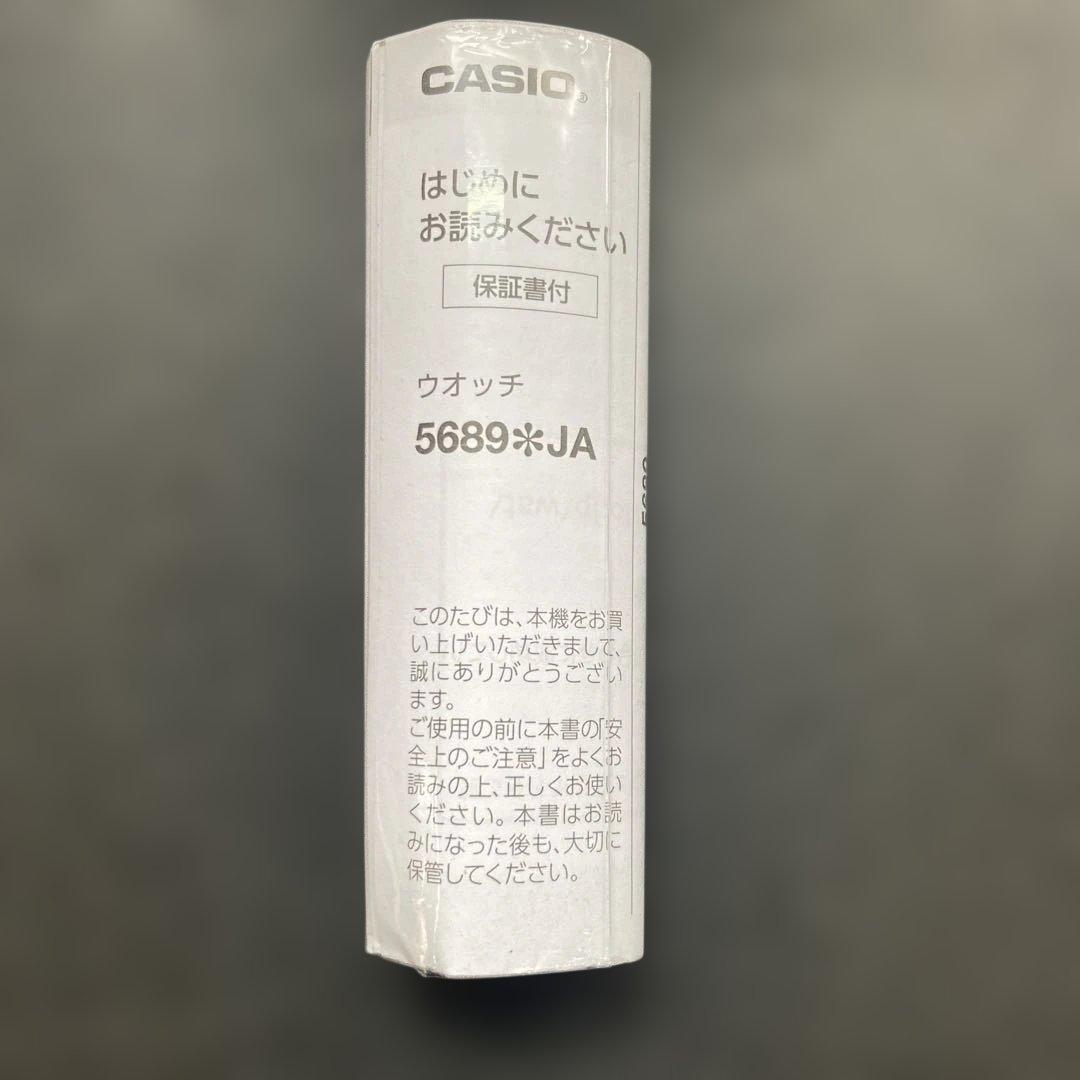 CASIO®
はじめに
お読みください
保証書付
ウオッチ
5689✻JA
このたびは、本機をお買
い上げいただきまして、
誠にありがとうござい
ます。
ご使用の前に本書の「安
全上のご注意」をよくお
読みの上、正しくお使い
ください。本書はお読
みになった後も、大切に
保管してください。